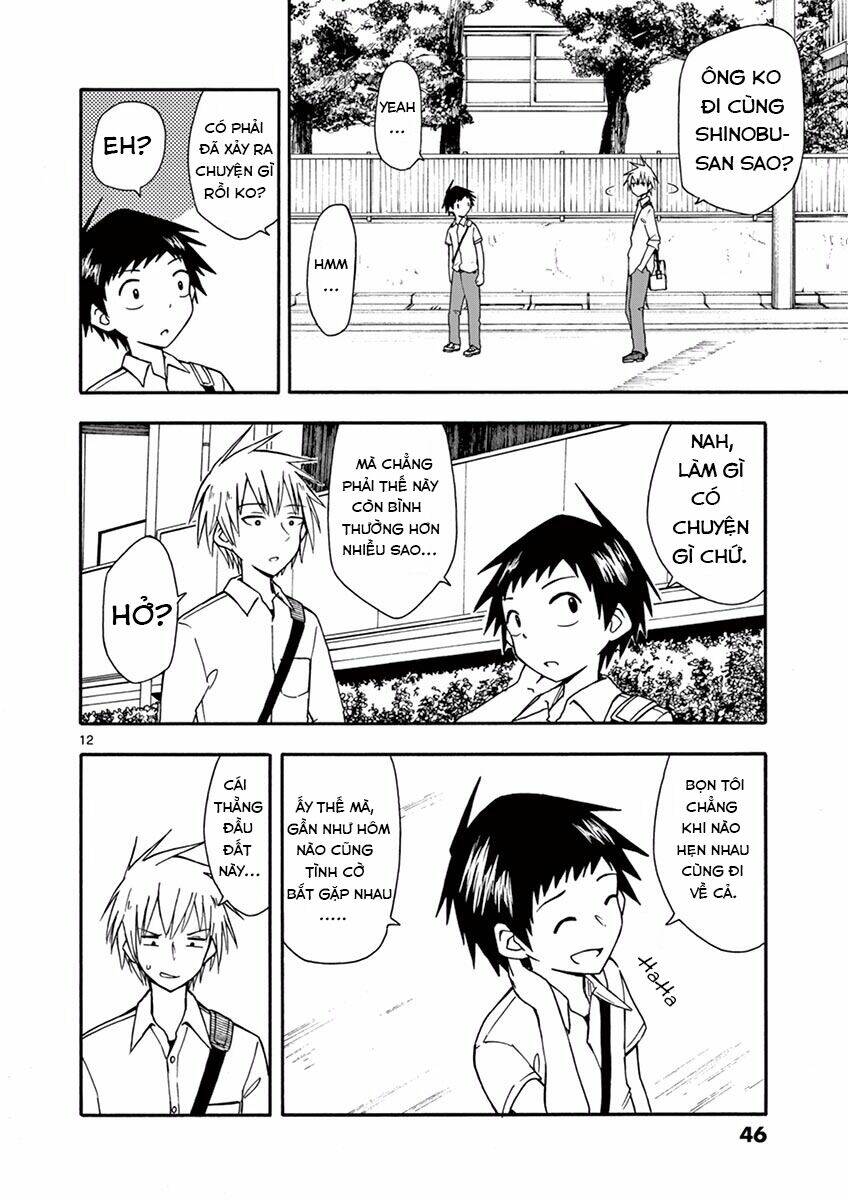 ÔNG KO
ĐI CÙNG
SHINOBU-
SAN SAO?
YEAH
...
HMM
...
CÓ PHẢI
ĐÃ XẢY RA
CHUYỆN GÌ
RỒI KO?
EH?
NAH,
LÀM GÌ
CÓ
CHUYỆN
GÌ CHỨ.
MÀ CHẲNG
PHẢI THẾ NÀY
CÒN BÌNH
THƯỜNG HƠN
NHIỀU SAO...
HỞ?
12
BỌN TÔI
CHẲNG
KHI NÀO
HẸN NHAU
CÙNG ĐI
VỀ CẢ.
HaHa
ẤY THẾ MÀ,
GẦN NHƯ HÔM
NÀO CŨNG
TÌNH CỜ
BẮT GẶP NHAU
.....
CÁI
THẰNG
ĐẦU
ĐẤT
NÀY...
46